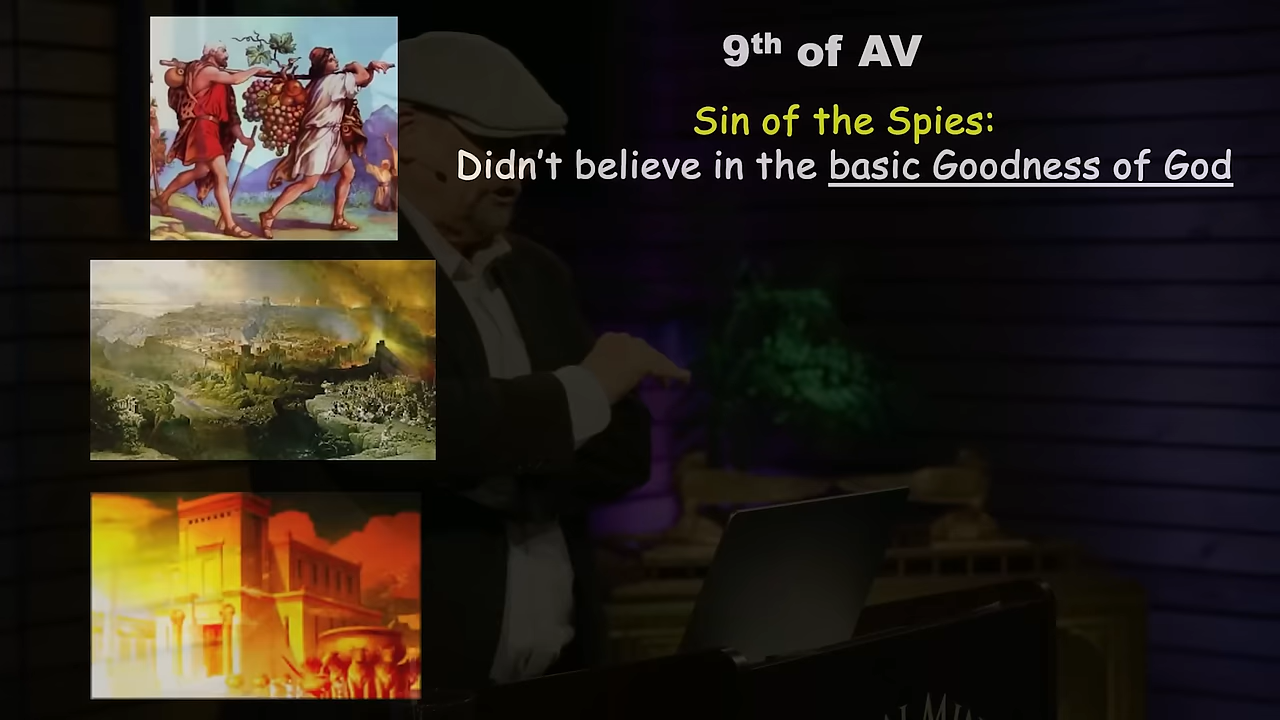 9th of AV
Sin of the Spies:
Didn't believe in the basic Goodness of God